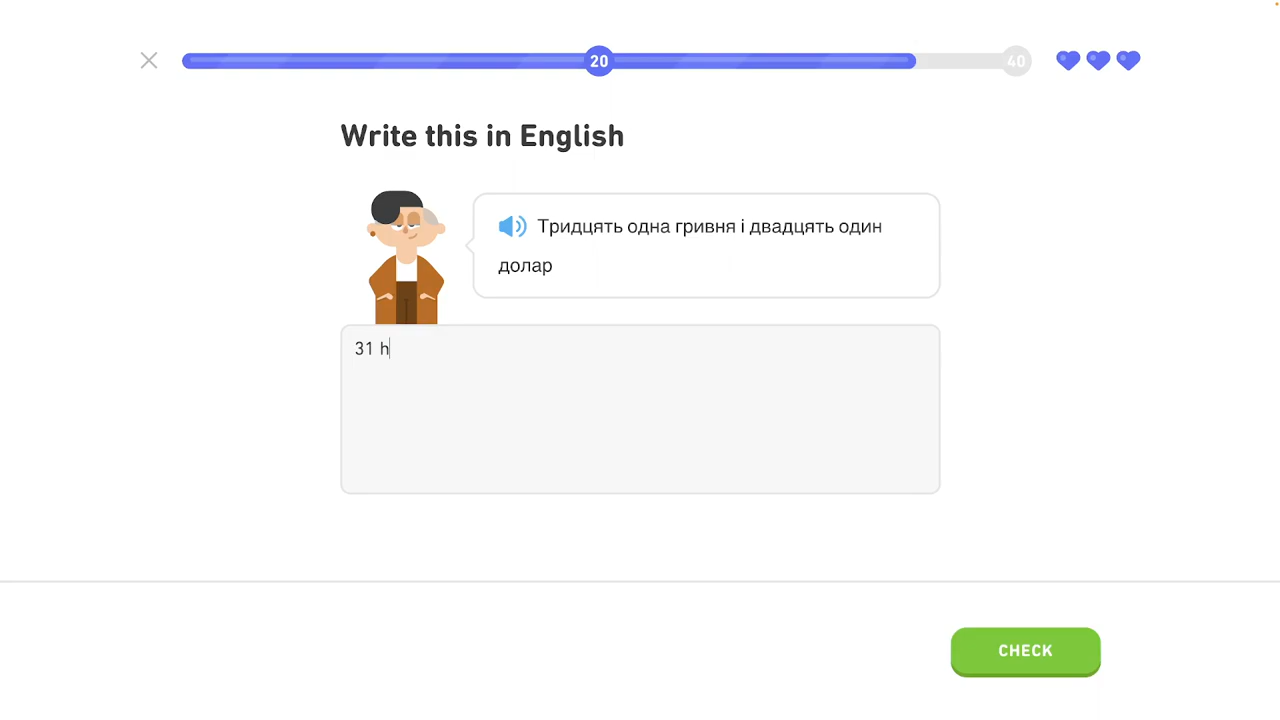 20
40
Write this in English
Тридцять одна гривня і двадцять один
долар
31 h
CHECK